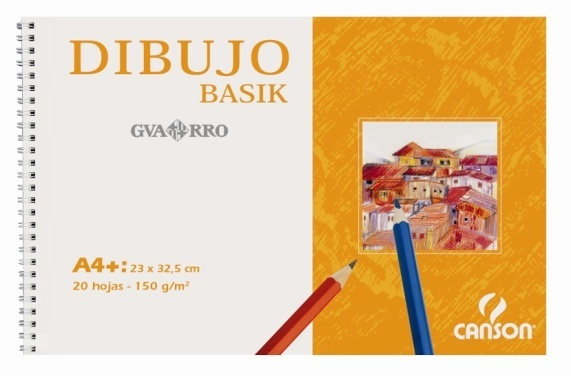 DIBUJO
BASIK
GVARRO
A4+: 23 x 32,5 cm
20 hojas - 150 g/m²
CANSON®